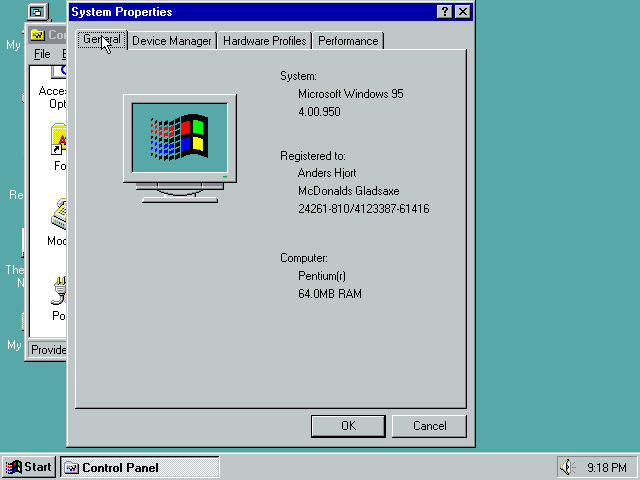 System Properties
My
Co
General
Device Manager
Hardware Profiles
Performance
File
System:
Microsoft Windows 95
4.00.950
Registered to:
Anders Hjort
McDonalds Gladsaxe
24261-810/4123387-61416
Computer:
Pentium(r)
64.0MB RAM
Acces
Opt
Fo
Re
Mod
The
N
Po
My
Provide
OK
Cancel
Start
Control Panel
9:18 PM